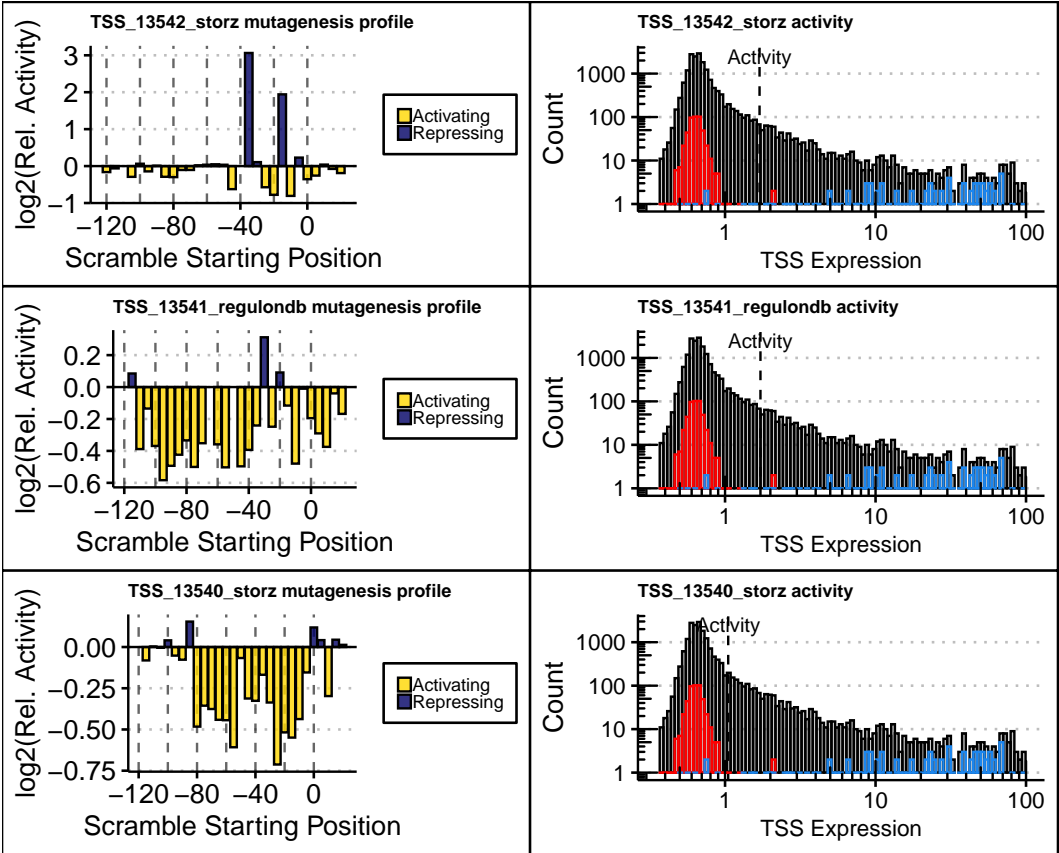 TSS_13542_storz mutagenesis profile
log2(Rel. Activity)
3
2
1
0
−1
−120 −80 −40 0
Scramble Starting Position
Activating
Repressing
TSS_13542_storz activity
Activity
Count
1000
100
10
1
1 10 100
TSS Expression
TSS_13541_regulondb mutagenesis profile
log2(Rel. Activity)
0.2
0.0
−0.2
−0.4
−0.6
−120 −80 −40 0
Scramble Starting Position
Activating
Repressing
TSS_13541_regulondb activity
Activity
Count
1000
100
10
1
1 10 100
TSS Expression
TSS_13540_storz mutagenesis profile
log2(Rel. Activity)
0.00
−0.25
−0.50
−0.75
−120 −80 −40 0
Scramble Starting Position
Activating
Repressing
TSS_13540_storz activity
Activity
Count
1000
100
10
1
1 10 100
TSS Expression